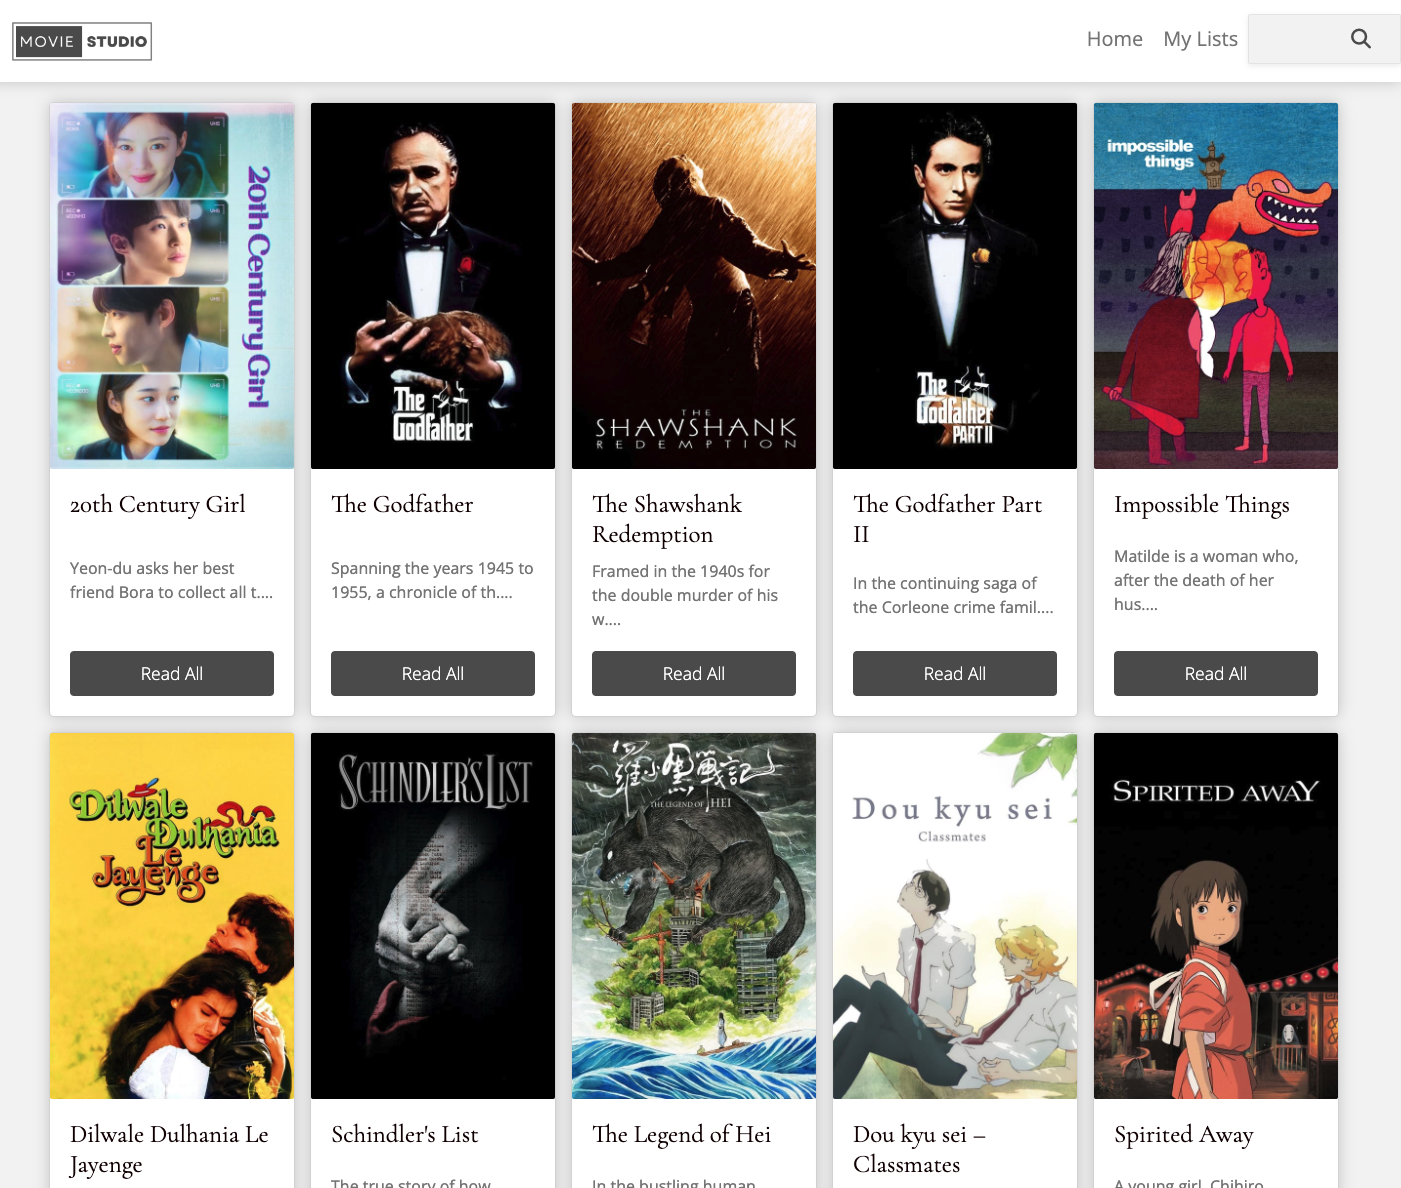 MOVIE STUDIO
Home
My Lists
VHS
VHS
VHS
20th Century Girl
The
Godfather
THE
SHAWSHANK
REDEMPTION
The
Godfather
PART II
impossible
things
20th Century Girl
Yeon-du asks her best
friend Bora to collect all t....
Read All
The Godfather
Spanning the years 1945 to
1955, a chronicle of th....
Read All
The Shawshank
Redemption
Framed in the 1940s for
the double murder of his
w....
Read All
The Godfather Part
II
In the continuing saga of
the Corleone crime famil....
Read All
Impossible Things
Matilde is a woman who,
after the death of her
hus....
Read All
Dilwale
Dulhania
Le
Jayenge
SCHINDLER'S LIST
羅小黑戰記
THE LEGEND OF HEI
Dou kyu sei
Classmates
SPIRITED AWAY
Dilwale Dulhania Le
Jayenge
Schindler's List
The true story of how
The Legend of Hei
In the bustling human
Dou kyu sei –
Classmates
Spirited Away
A young girl, Chihiro,